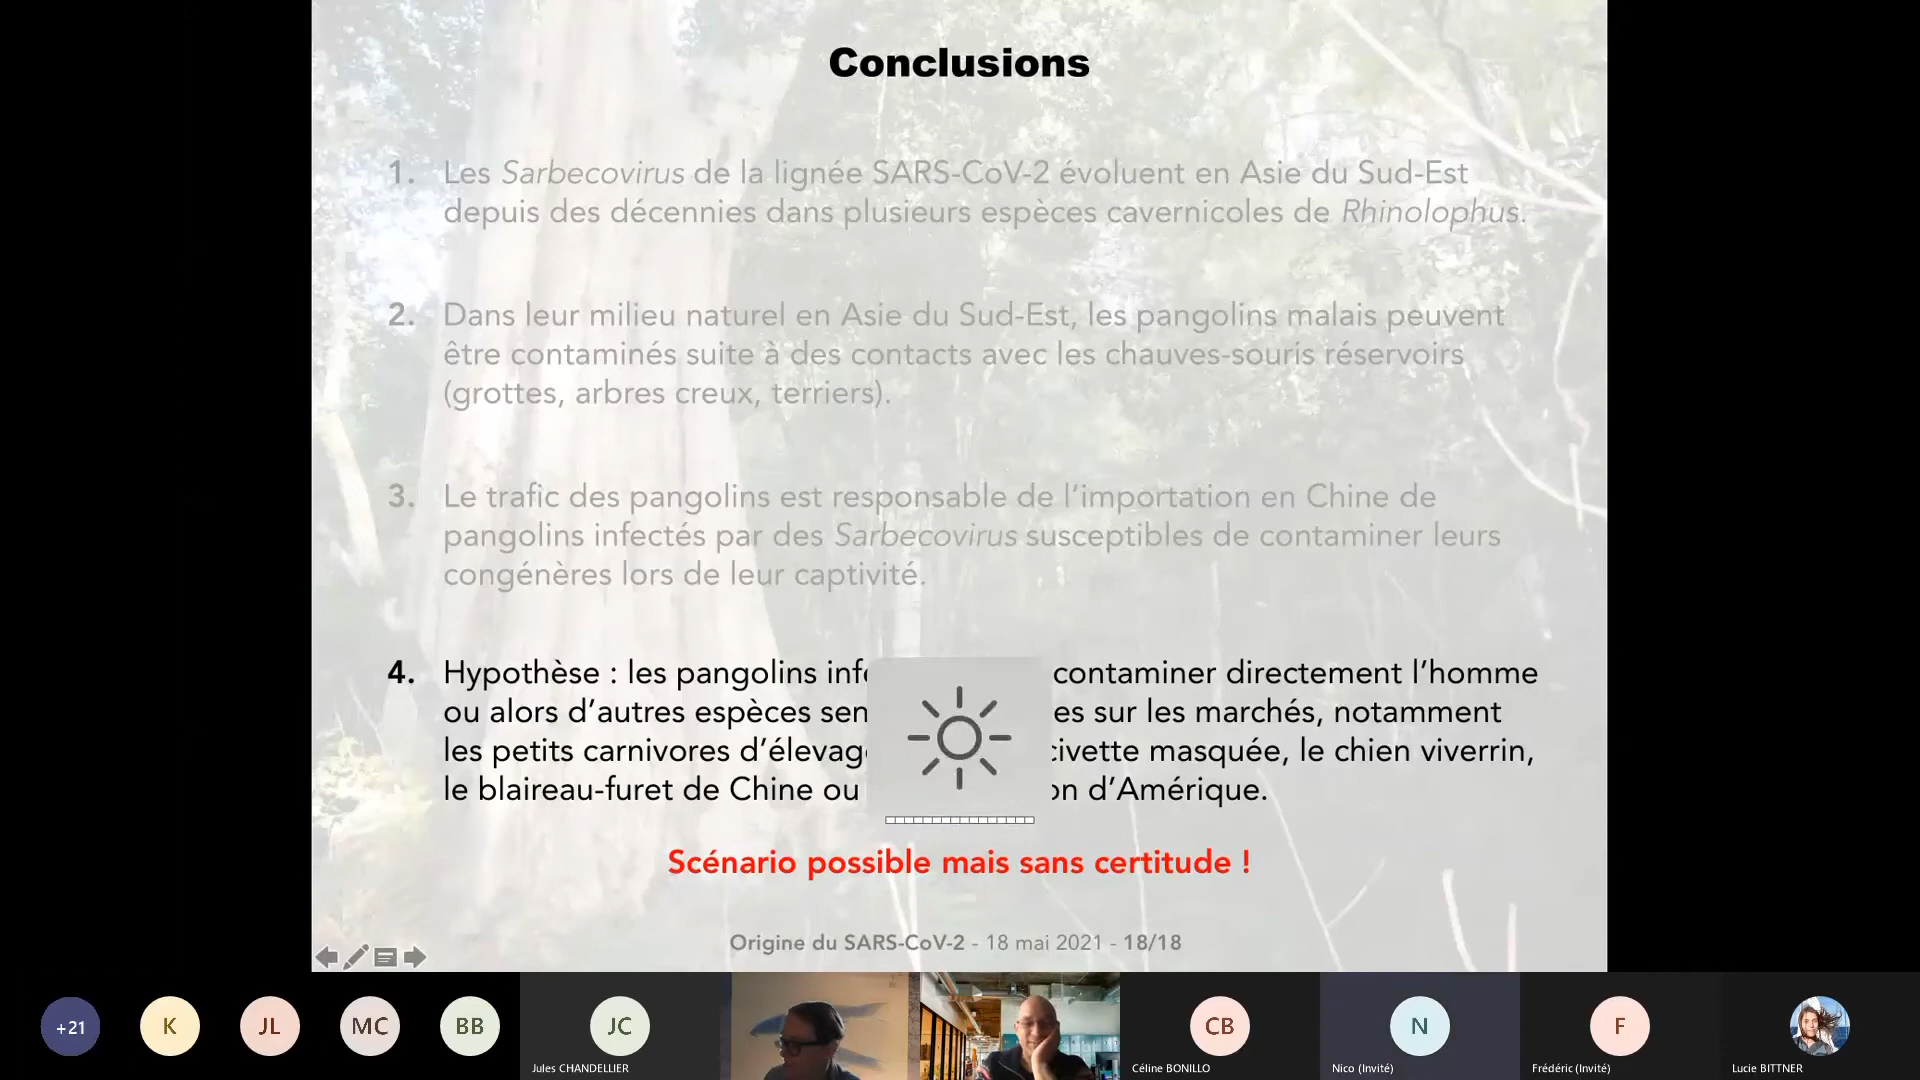 Conclusions
1. Les Sarbecovirus de la lignée SARS-CoV-2 évoluent en Asie du Sud-Est
depuis des décennies dans plusieurs espèces cavernicoles de Rhinolophus.
2. Dans leur milieu naturel en Asie du Sud-Est, les pangolins malais peuvent
être contaminés suite à des contacts avec les chauves-souris réservoirs
(grottes, arbres creux, terriers).
3. Le trafic des pangolins est responsable de l'importation en Chine de
pangolins infectés par des Sarbecovirus susceptibles de contaminer leurs
congénères lors de leur captivité.
4. Hypothèse : les pangolins contaminer directement l'homme
ou alors d'autres espèces sur les marchés, notamment
les petits carnivores civette masquée, le chien viverrin,
le blaireau-furet de Chine ou d'Amérique.
Scénario possible mais sans certitude !
Origine du SARS-CoV-2 - 18 mai 2021 - 18/18
+21 K JL MC BB JC CB N F
Jules CHANDELLIER Céline BONILLO Nico (Invité) Frédéric (Invité) Lucie BITTNER